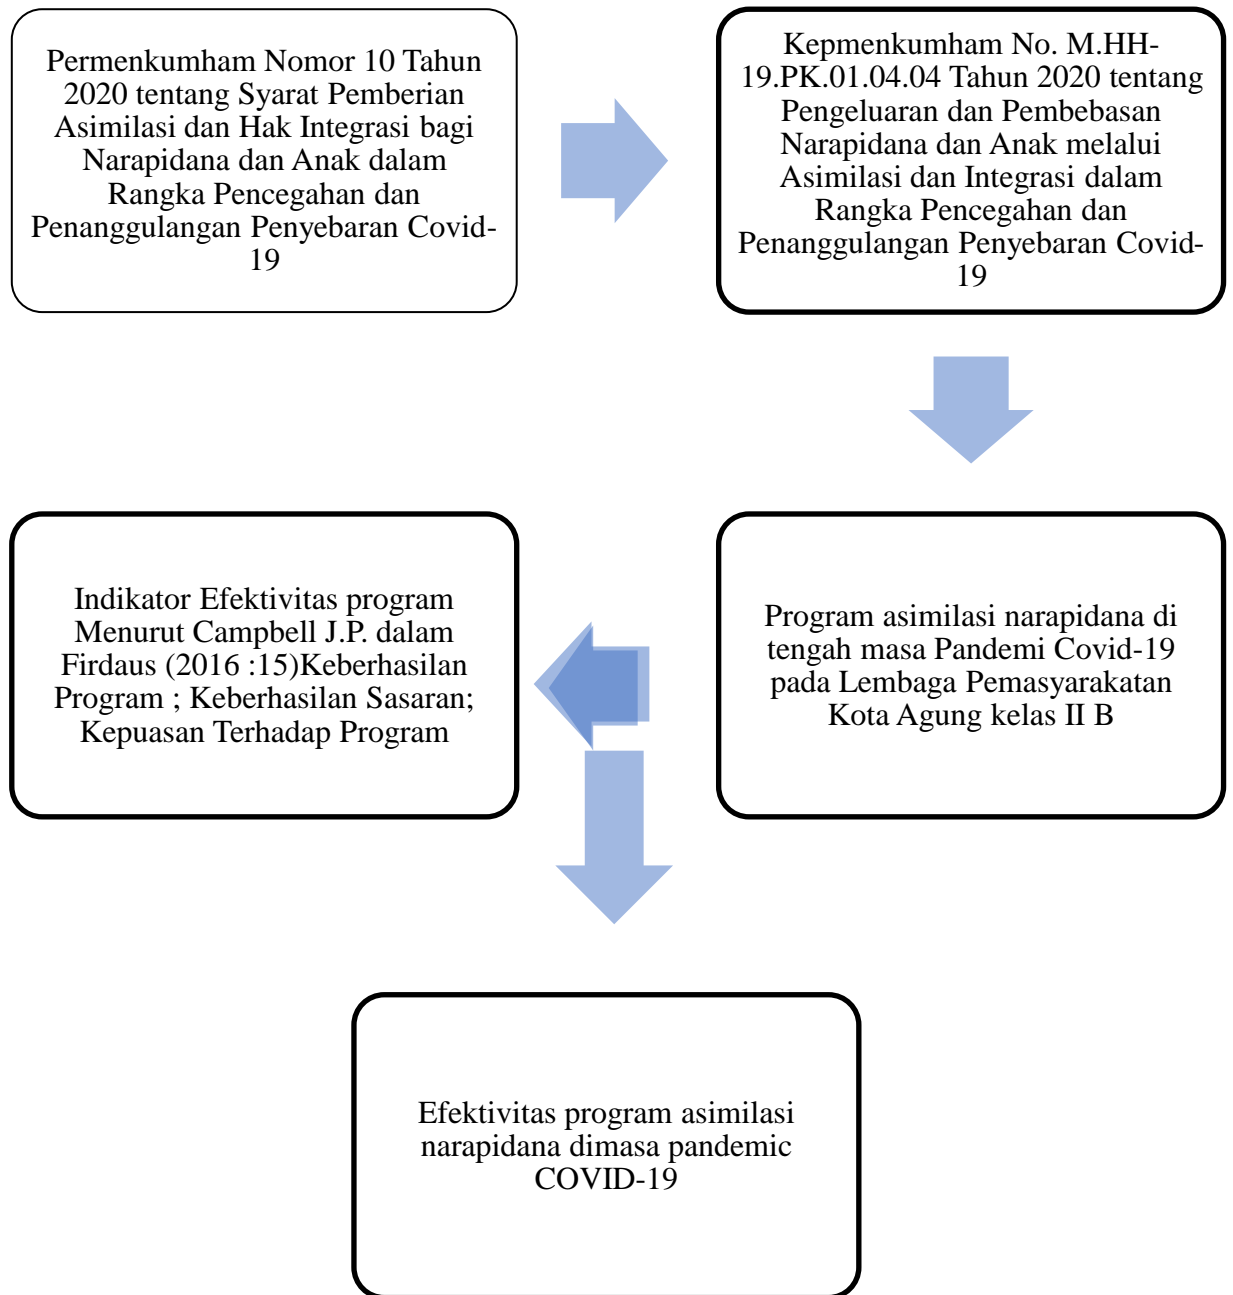 Permenkumham Nomor 10 Tahun
2020 tentang Syarat Pemberian
Asimilasi dan Hak Integrasi bagi
Narapidana dan Anak dalam
Rangka Pencegahan dan
Penanggulangan Penyebaran Covid-
19
Kepmenkumham No. M.HH-
19.PK.01.04.04 Tahun 2020 tentang
Pengeluaran dan Pembebasan
Narapidana dan Anak melalui
Asimilasi dan Integrasi dalam
Rangka Pencegahan dan
Penanggulangan Penyebaran Covid-
19
Program asimilasi narapidana di
tengah masa Pandemi Covid-19
pada Lembaga Pemasyarakatan
Kota Agung kelas II B
Indikator Efektivitas program
Menurut Campbell J.P. dalam
Firdaus (2016 :15)Keberhasilan
Program ; Keberhasilan Sasaran;
Kepuasan Terhadap Program
Efektivitas program asimilasi
narapidana dimasa pandemic
COVID-19